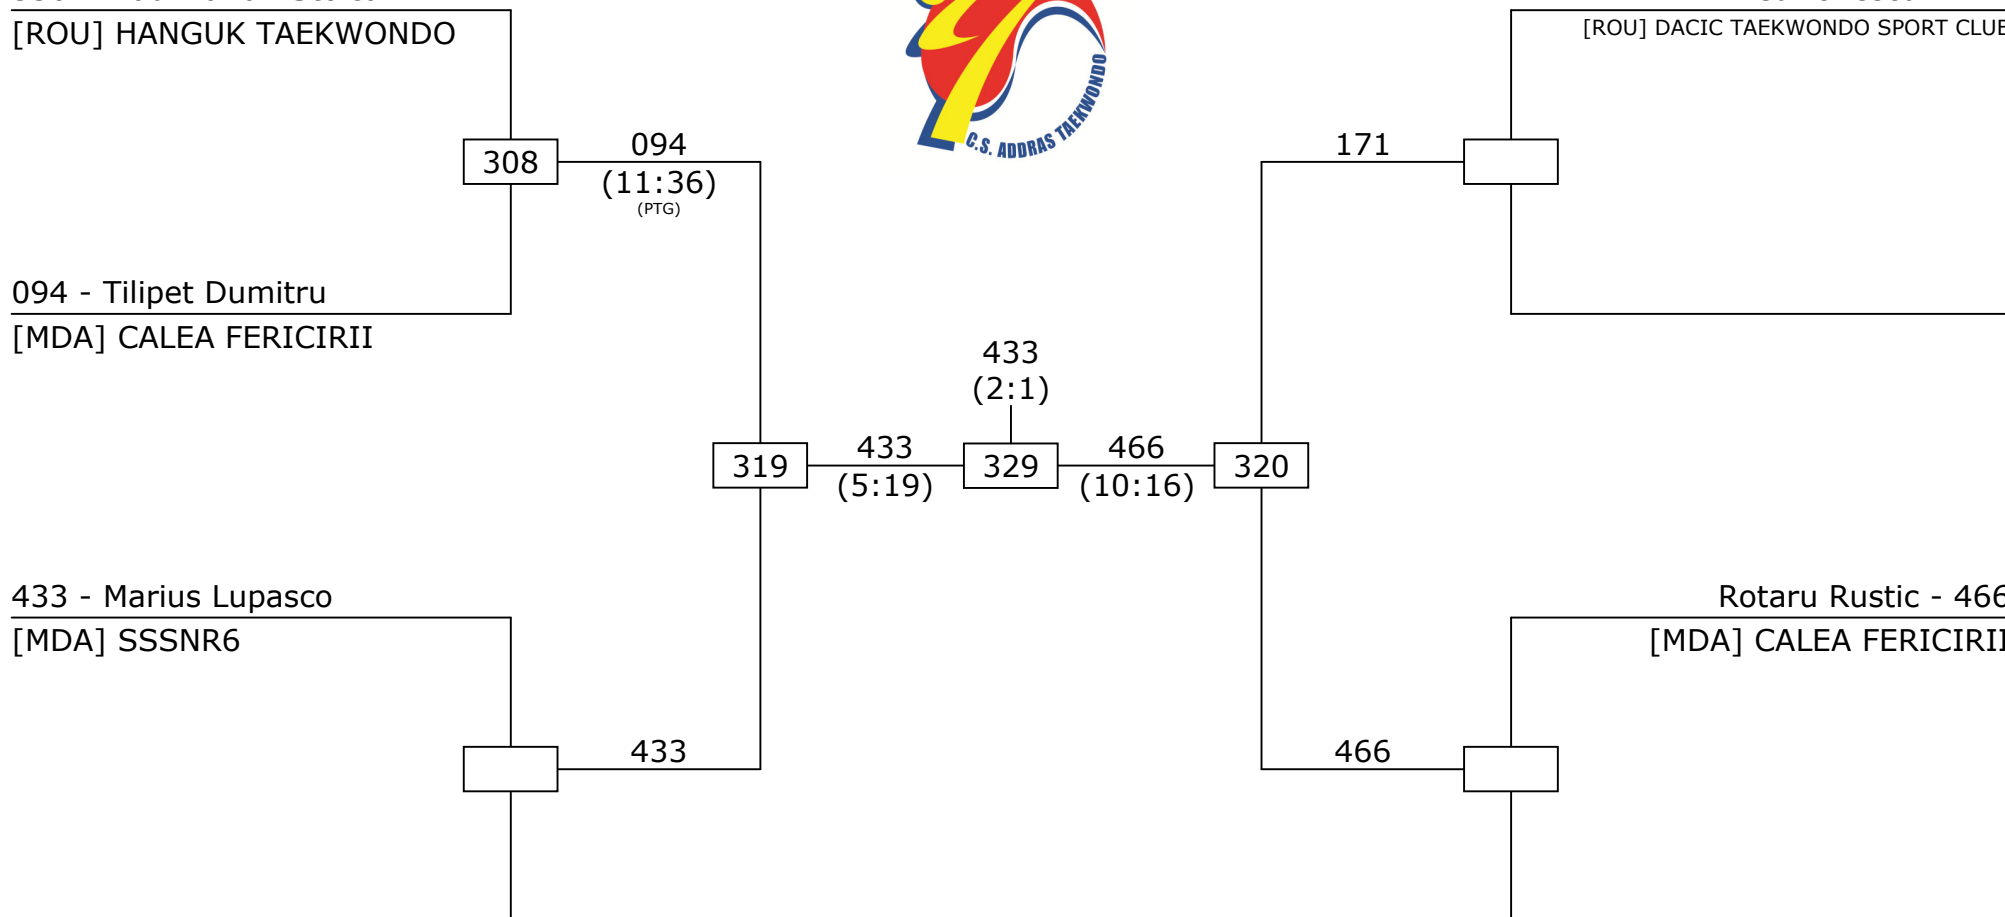 [ROU] HANGUK TAEKWONDO
[ROU] DACIC TAEKWONDO SPORT CLUB
C.S. ADDRAS TAEKWONDO
308
094
(11:36)
(PTG)
171
094 - Tilipet Dumitru
[MDA] CALEA FERICIRII
433
(2:1)
319
433
(5:19)
329
466
(10:16)
320
433 - Marius Lupasco
[MDA] SSSNR6
Rotaru Rustic - 466
[MDA] CALEA FERICIRII
433
466